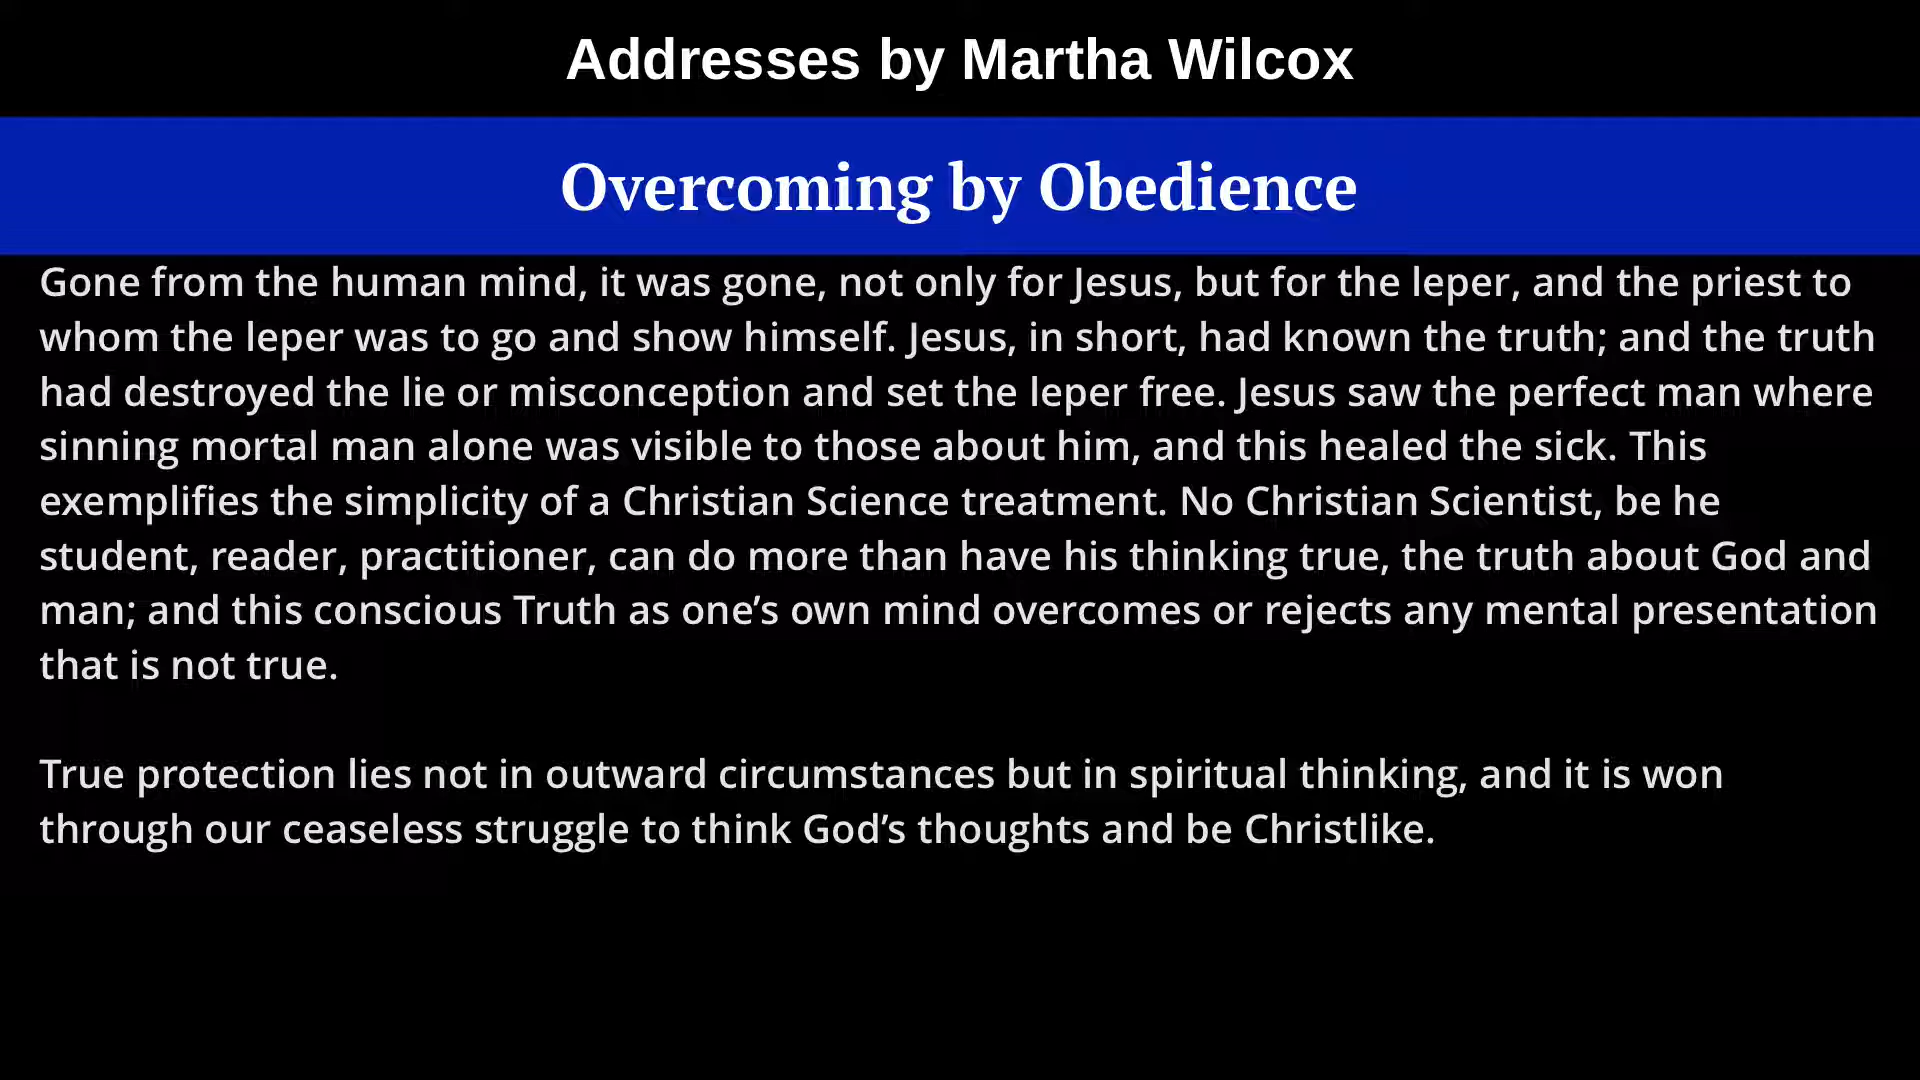 Addresses by Martha Wilcox
Overcoming by Obedience
Gone from the human mind, it was gone, not only for Jesus, but for the leper, and the priest to
whom the leper was to go and show himself. Jesus, in short, had known the truth; and the truth
had destroyed the lie or misconception and set the leper free. Jesus saw the perfect man where
sinning mortal man alone was visible to those about him, and this healed the sick. This
exemplifies the simplicity of a Christian Science treatment. No Christian Scientist, be he
student, reader, practitioner, can do more than have his thinking true, the truth about God and
man; and this conscious Truth as one’s own mind overcomes or rejects any mental presentation
that is not true.
True protection lies not in outward circumstances but in spiritual thinking, and it is won
through our ceaseless struggle to think God’s thoughts and be Christlike.